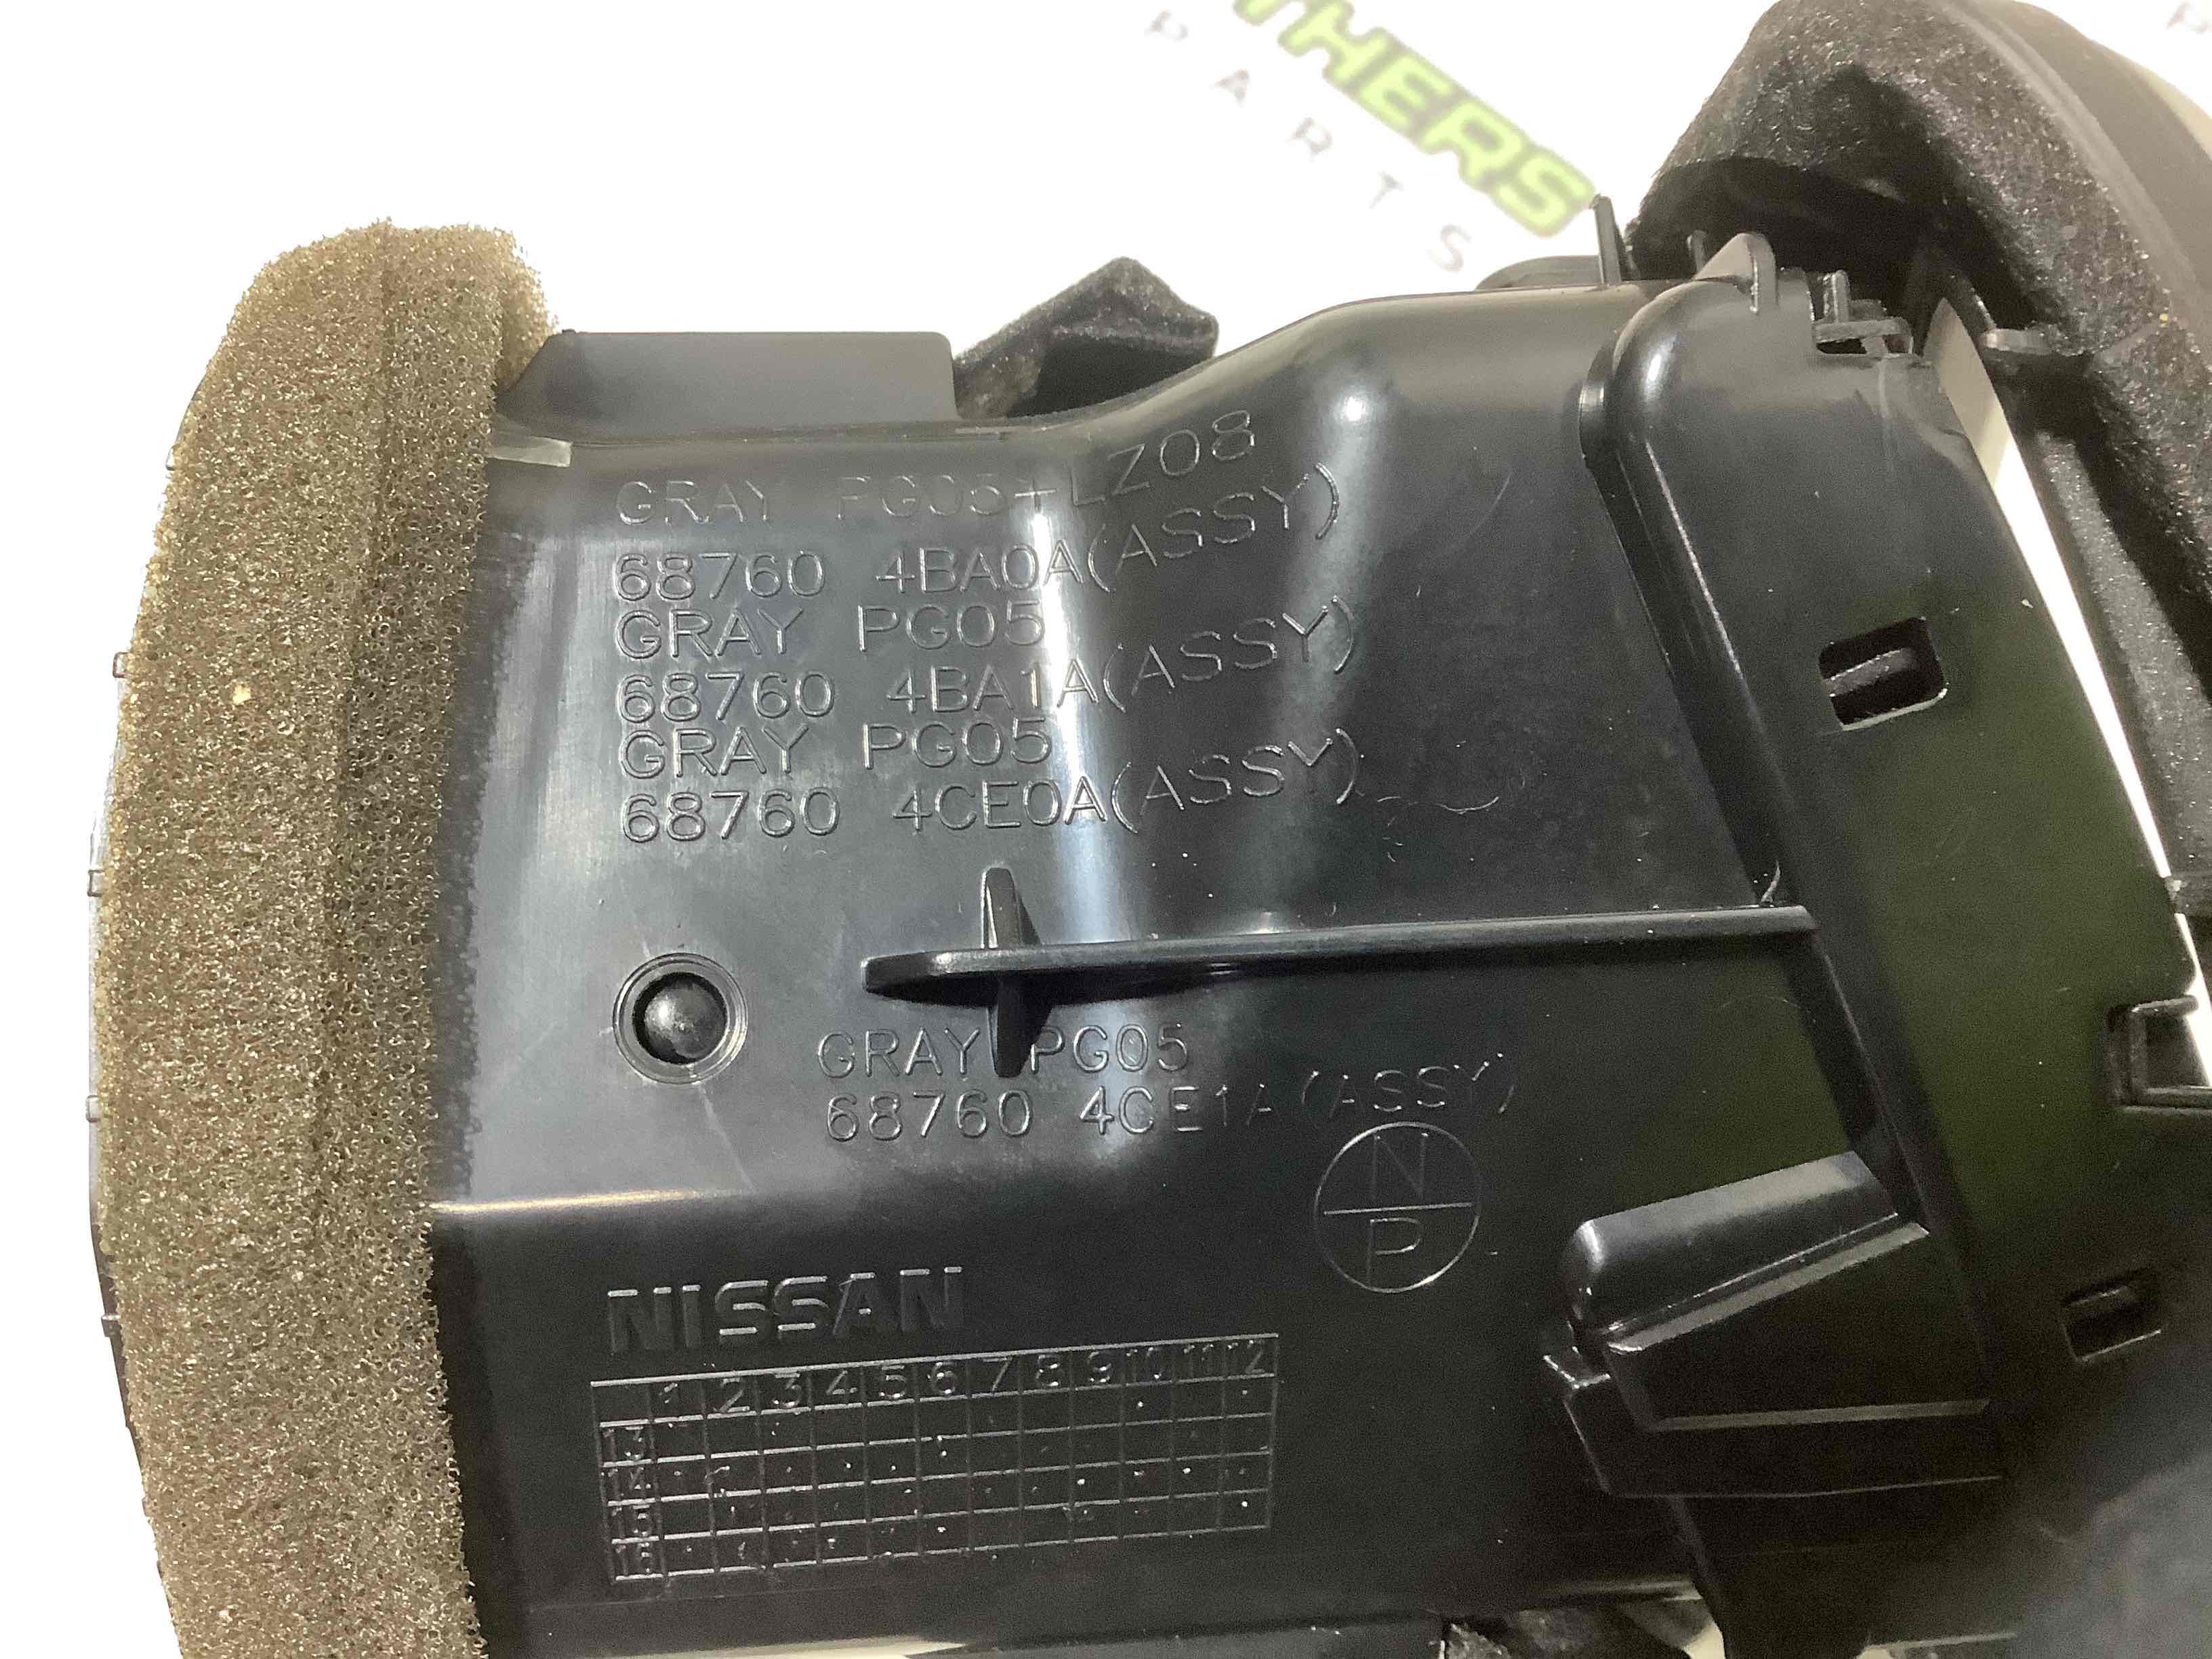 THERS
PARTS
GRAY PG05+LZ08
68760 4BA0A(ASSY)
GRAY PG05
68760 4BA1A(ASSY)
GRAY PG05
68760 4CE0A(ASSY)
GRAY PG05
68760 4CE1A(ASSY)
N
P
NISSAN
1 2 3 4 5 6 7 8 9 10 11 12
13
14
15
16